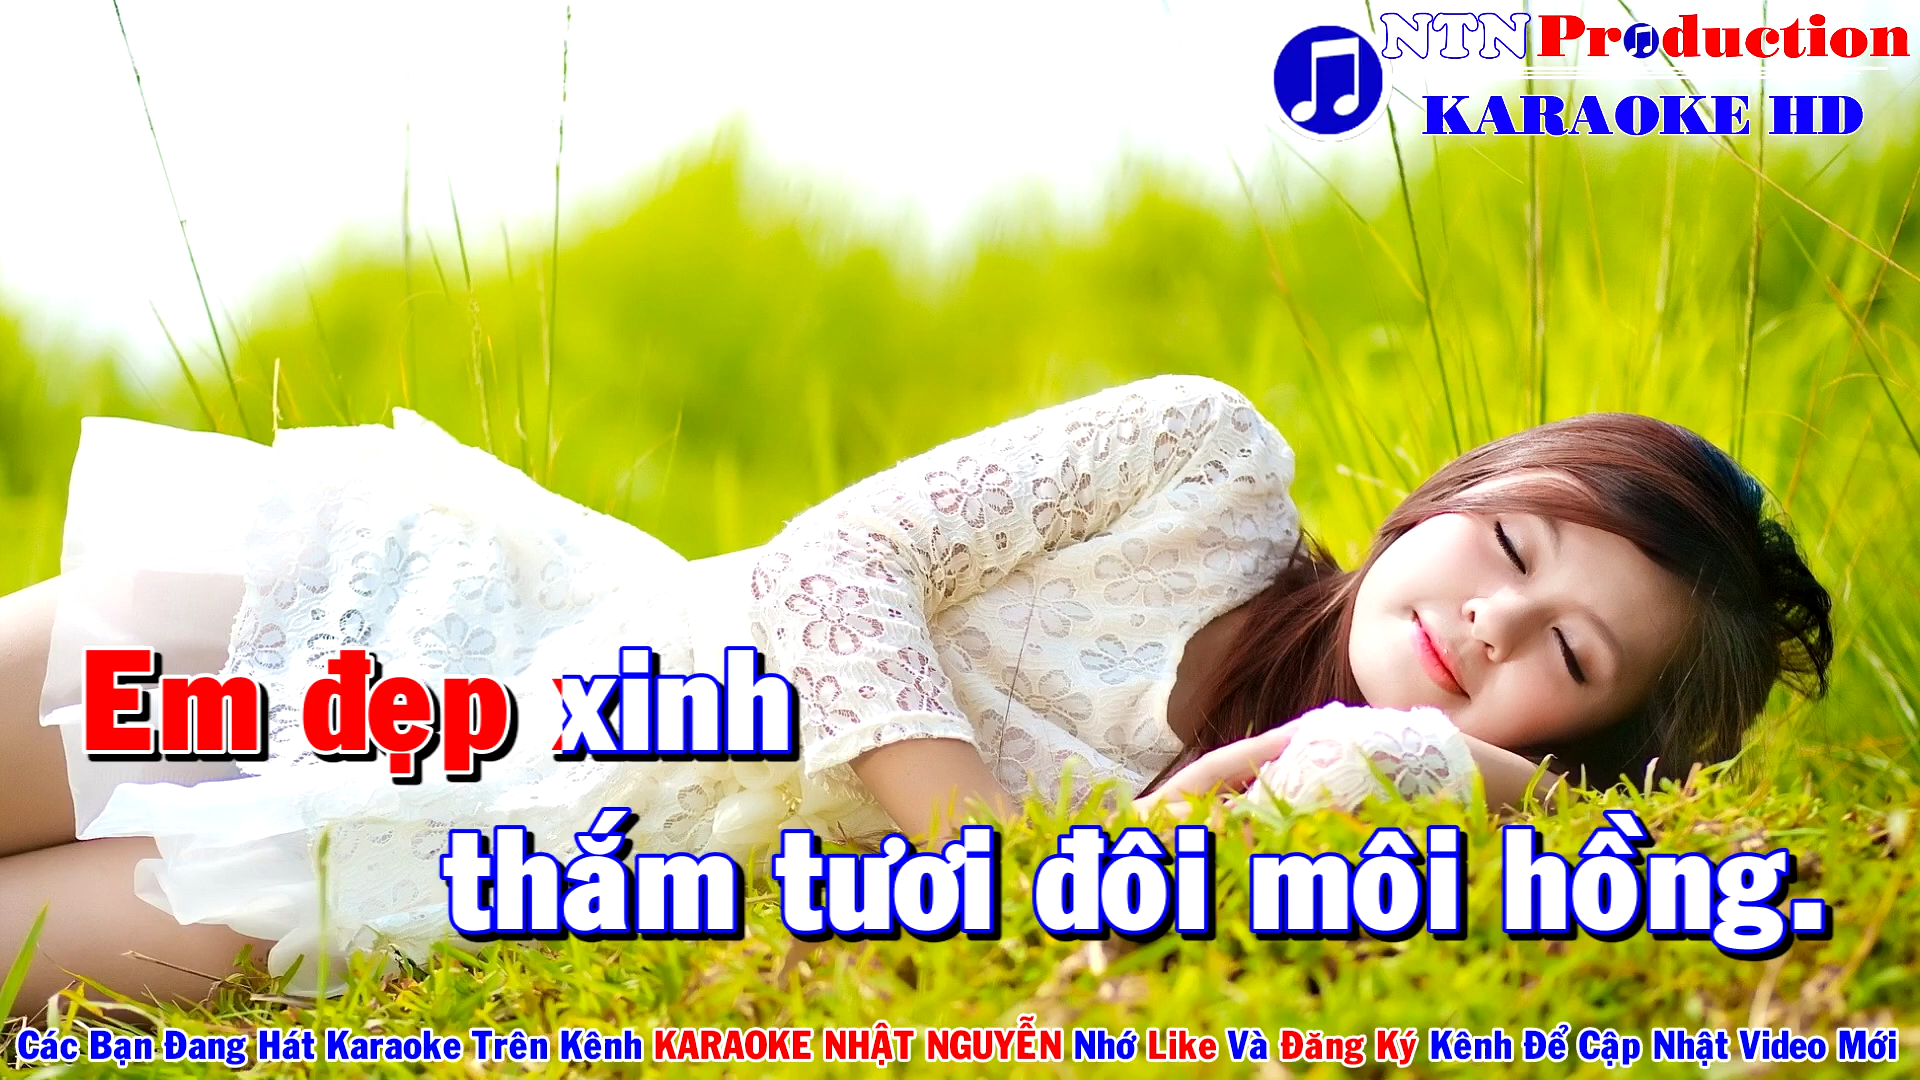 NTN Production
KARAOKE HD
Em đẹp xinh
thắm tươi đôi môi hồng.
Các Bạn Đang Hát Karaoke Trên Kênh KARAOKE NHẬT NGUYỄN Nhớ Like Và Đăng Ký Kênh Để Cập Nhật Video Mới